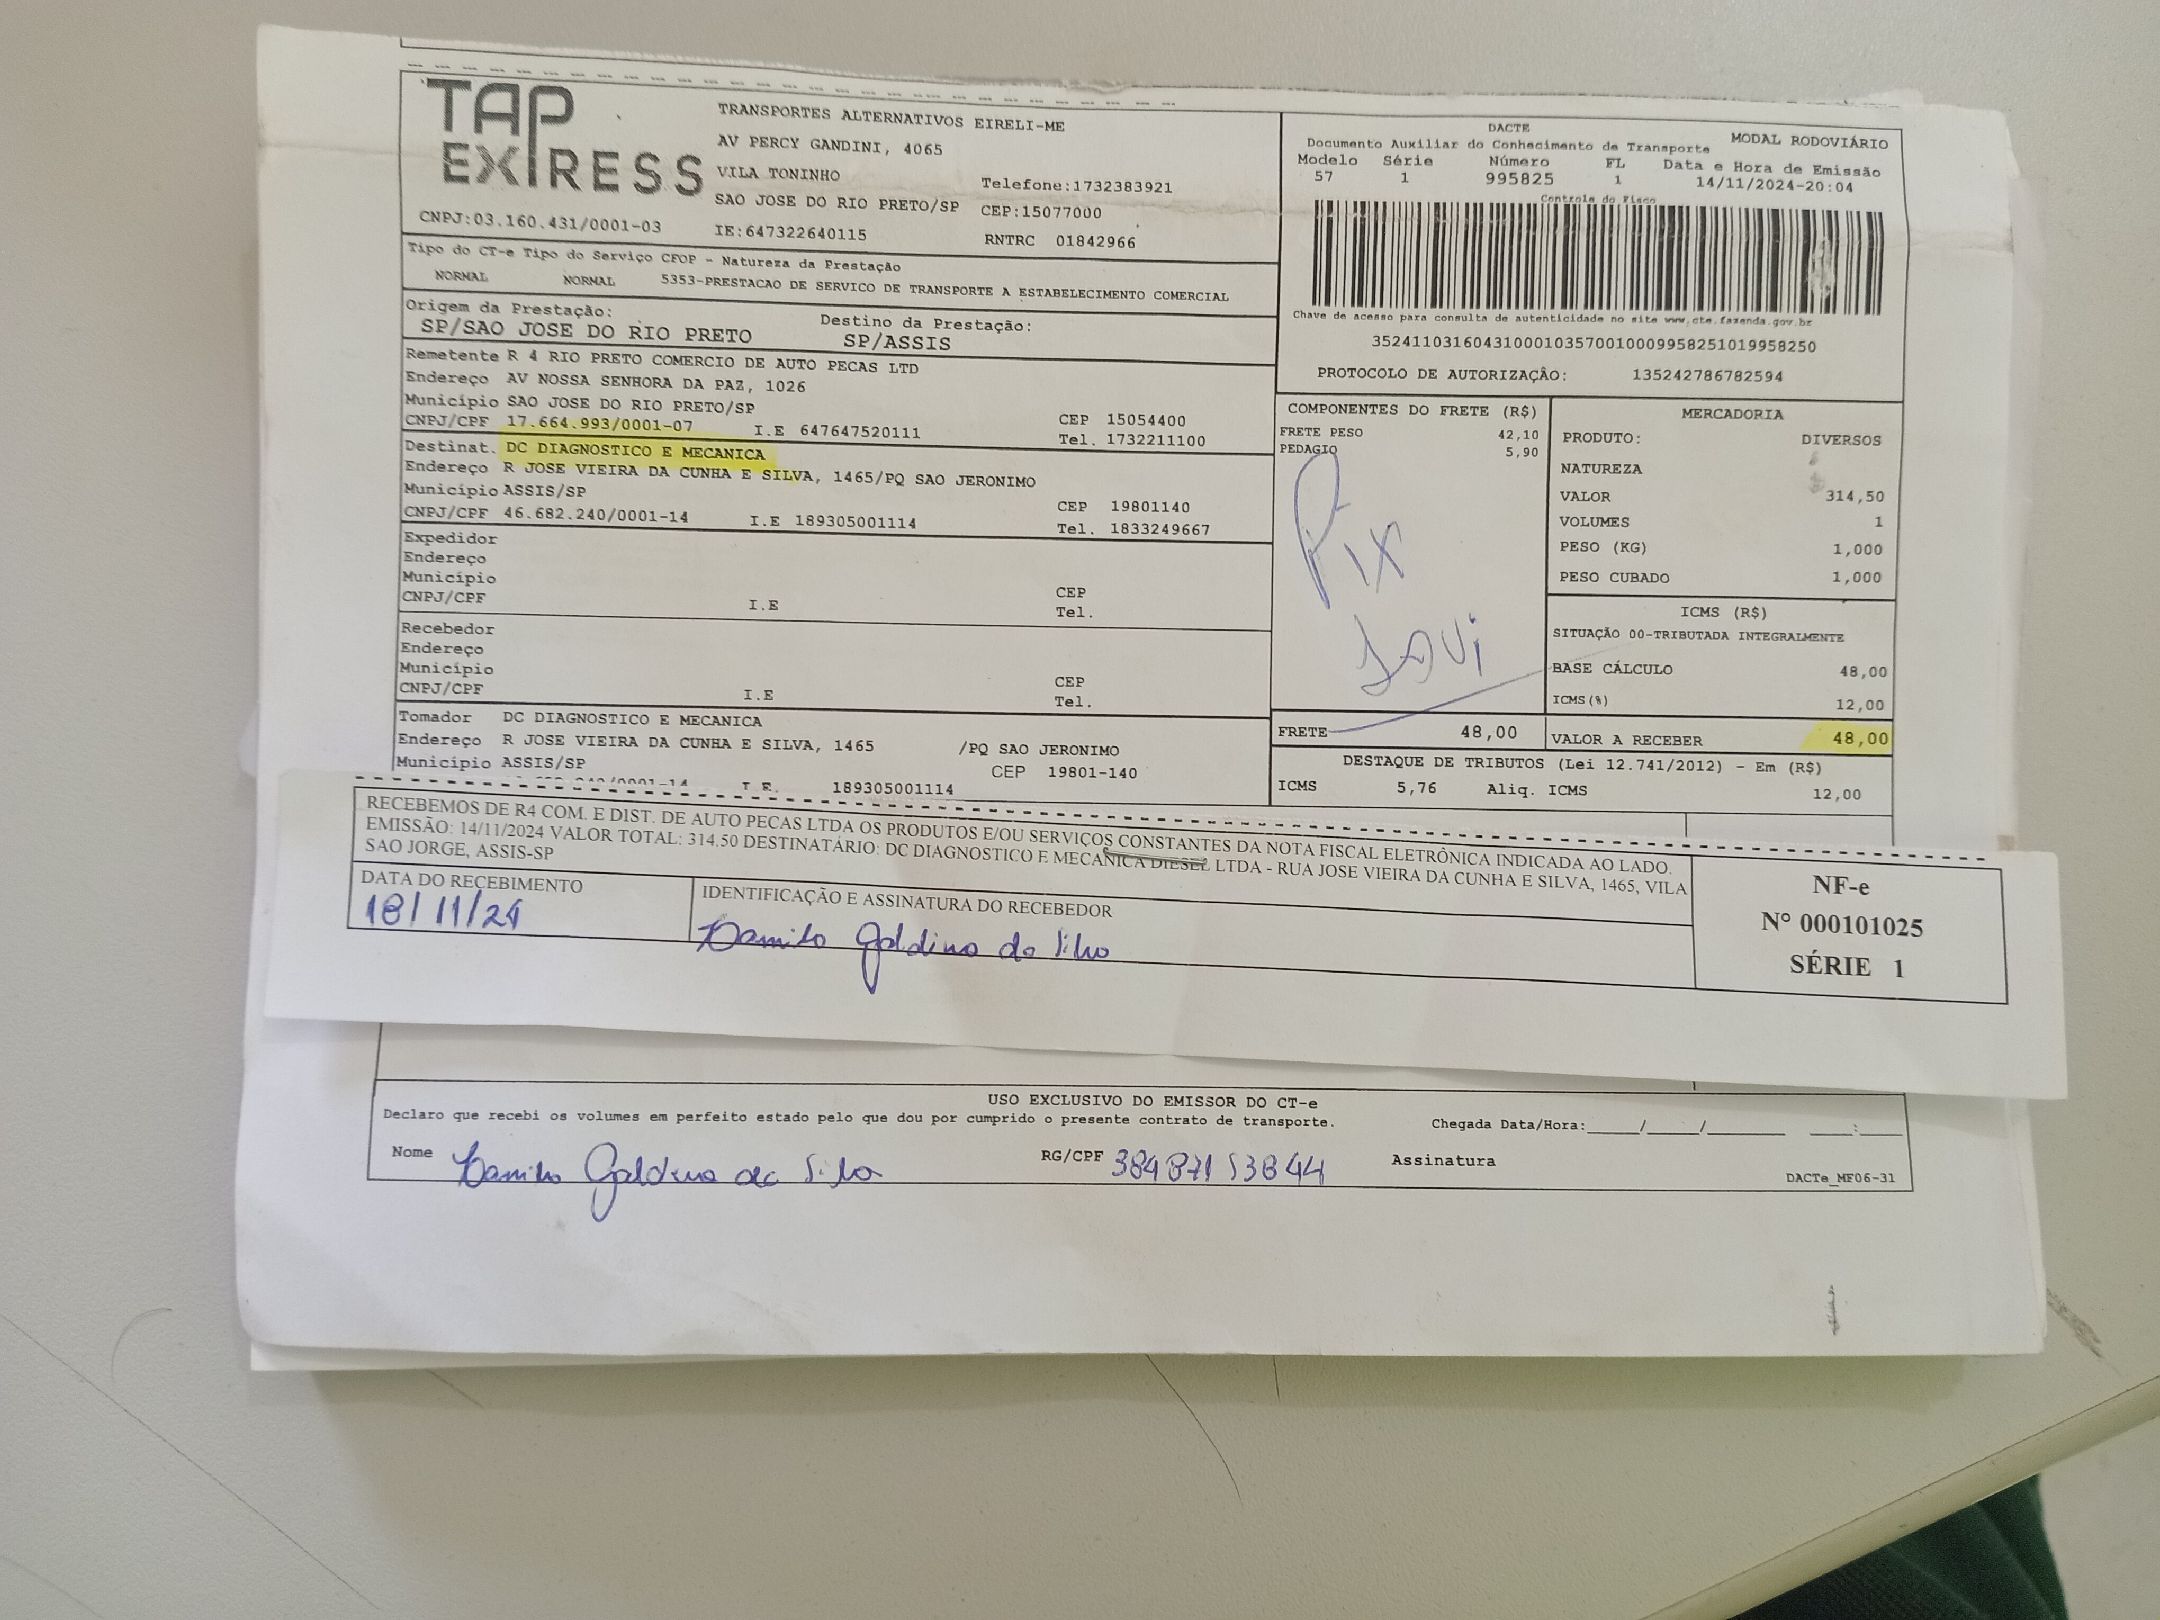 TAP
EXPRESS
CNPJ:03.160.431/0001-03
TRANSPORTES ALTERNATIVOS EIRELI-ME
AV PERCY GANDINI, 4065
VILA TONINHO
Telefone:1732383921
SAO JOSE DO RIO PRETO/SP CEP:15077000
IE:647322640115 RNTRC 01842966
DACTE MODAL RODOVIÁRIO
Documento Auxiliar do Conhecimento de Transporte
Modelo Série Número FL Data e Hora de Emissão
57 1 995825 1 14/11/2024-20:04
Controle do Fisco
Chave de acesso para consulta de autenticidade no site www.cte.fazenda.gov.br
35241103160431000103570010009958251019958250
PROTOCOLO DE AUTORIZAÇÃO: 135242786782594
Tipo do CT-e Tipo do Serviço CFOP - Natureza da Prestação
NORMAL NORMAL 5353-PRESTACAO DE SERVICO DE TRANSPORTE A ESTABELECIMENTO COMERCIAL
Origem da Prestação: Destino da Prestação:
SP/SAO JOSE DO RIO PRETO SP/ASSIS
Remetente R 4 RIO PRETO COMERCIO DE AUTO PECAS LTD
Endereço AV NOSSA SENHORA DA PAZ, 1026
Município SAO JOSE DO RIO PRETO/SP CEP 15054400
CNPJ/CPF 17.664.993/0001-07 I.E 647647520111 Tel. 1732211100
Destinat. DC DIAGNOSTICO E MECANICA
Endereço R JOSE VIEIRA DA CUNHA E SILVA, 1465/PQ SAO JERONIMO
Município ASSIS/SP CEP 19801140
CNPJ/CPF 46.682.240/0001-14 I.E 189305001114 Tel. 1833249667
Expedidor
Endereço
Município CEP
CNPJ/CPF I.E Tel.
Recebedor
Endereço
Município CEP
CNPJ/CPF I.E Tel.
Tomador DC DIAGNOSTICO E MECANICA
Endereço R JOSE VIEIRA DA CUNHA E SILVA, 1465 /PQ SAO JERONIMO
Município ASSIS/SP CEP 19801-140
I.E. 189305001114
COMPONENTES DO FRETE (R$)
FRETE PESO 42,10
PEDAGIO 5,90
Pix
Javi
FRETE 48,00
MERCADORIA
PRODUTO: DIVERSOS
NATUREZA
VALOR 314,50
VOLUMES 1
PESO (KG) 1,000
PESO CUBADO 1,000
ICMS (R$)
SITUAÇÃO 00-TRIBUTADA INTEGRALMENTE
BASE CÁLCULO 48,00
ICMS(%) 12,00
VALOR A RECEBER 48,00
DESTAQUE DE TRIBUTOS (Lei 12.741/2012) - Em (R$)
ICMS 5,76 Aliq. ICMS 12,00
RECEBEMOS DE R4 COM. E DIST. DE AUTO PECAS LTDA OS PRODUTOS E/OU SERVIÇOS CONSTANTES DA NOTA FISCAL ELETRÔNICA INDICADA AO LADO.
EMISSÃO: 14/11/2024 VALOR TOTAL: 314.50 DESTINATÁRIO: DC DIAGNOSTICO E MECANICA DIESEL LTDA - RUA JOSE VIEIRA DA CUNHA E SILVA, 1465, VILA
SAO JORGE, ASSIS-SP
DATA DO RECEBIMENTO
18/11/24
IDENTIFICAÇÃO E ASSINATURA DO RECEBEDOR
Danilo Galdino da Silva
NF-e
N° 000101025
SÉRIE 1
USO EXCLUSIVO DO EMISSOR DO CT-e
Declaro que recebi os volumes em perfeito estado pelo que dou por cumprido o presente contrato de transporte. Chegada Data/Hora:____/____/______ ____:____
Nome Danilo Galdino da Silva RG/CPF 38487153844 Assinatura
DACTe_MF06-31